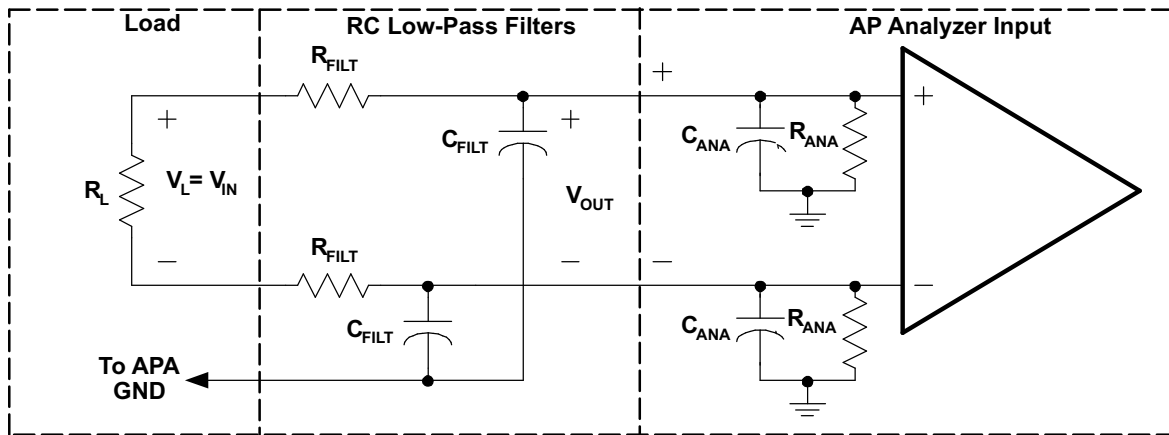 Load
RC Low-Pass Filters
AP Analyzer Input
R_FILT
+
+
+
+
C_FILT
C_ANA
R_ANA
R_L
V_L = V_IN
V_OUT
R_FILT
−
−
−
−
C_FILT
C_ANA
R_ANA
To APA
GND